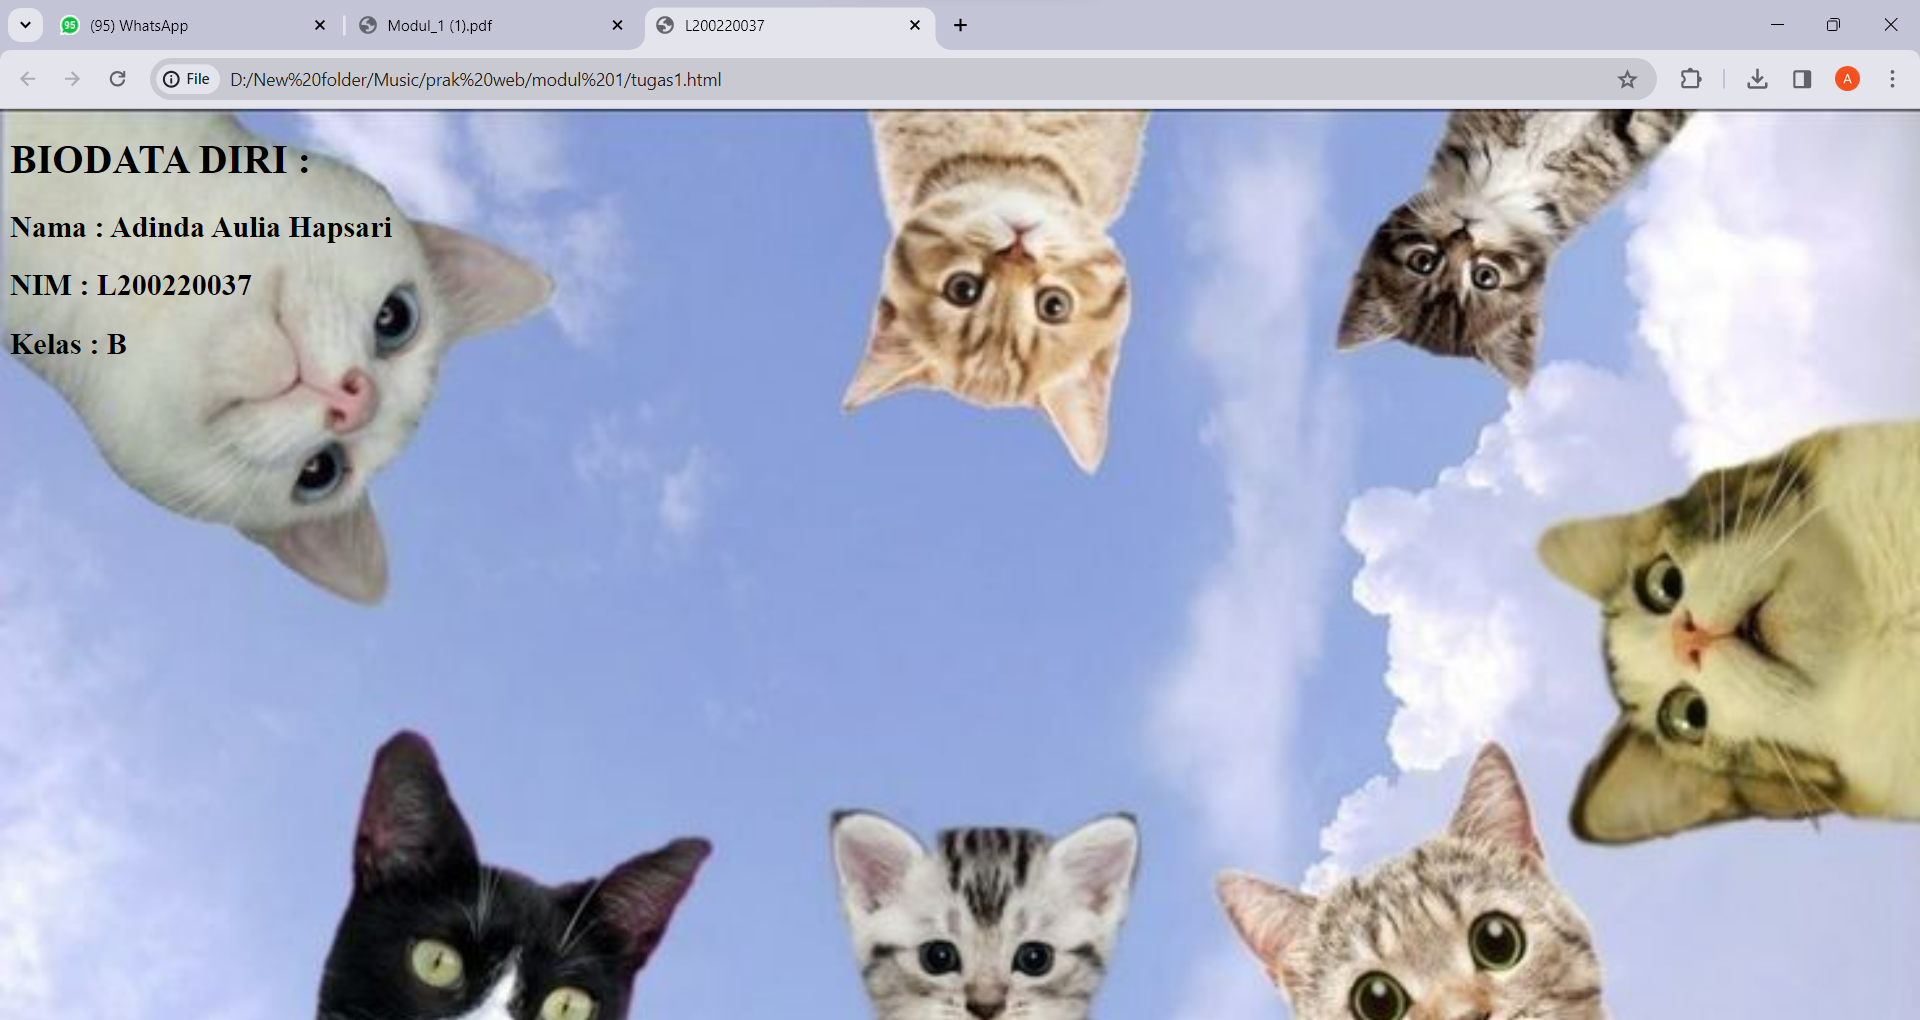 95 (95) WhatsApp
Modul_1 (1).pdf
L200220037
File
D:/New%20folder/Music/prak%20web/modul%201/tugas1.html
A
BIODATA DIRI :
Nama : Adinda Aulia Hapsari
NIM : L200220037
Kelas : B